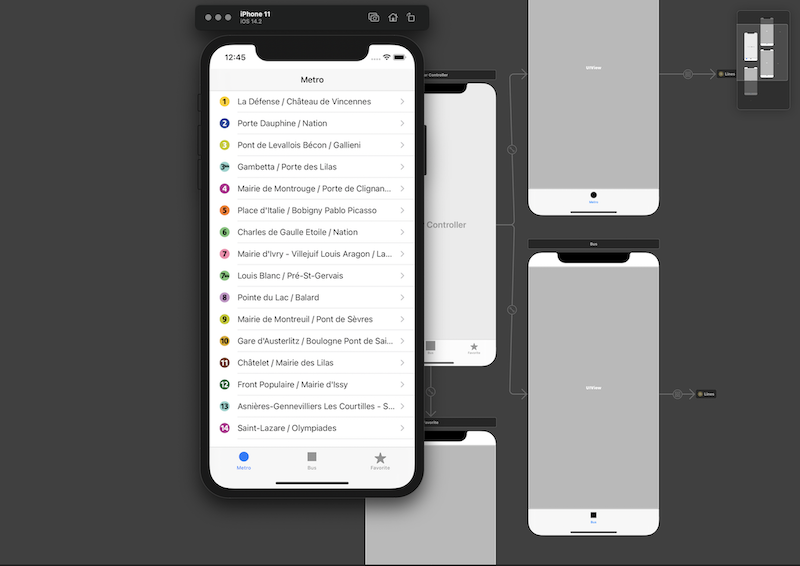 iPhone 11
iOS 14.2
12:45
Metro
1 La Défense / Château de Vincennes
2 Porte Dauphine / Nation
3 Pont de Levallois Bécon / Gallieni
3bis Gambetta / Porte des Lilas
4 Mairie de Montrouge / Porte de Clignan...
5 Place d'Italie / Bobigny Pablo Picasso
6 Charles de Gaulle Etoile / Nation
7 Mairie d'Ivry - Villejuif Louis Aragon / La...
7bis Louis Blanc / Pré-St-Gervais
8 Pointe du Lac / Balard
9 Mairie de Montreuil / Pont de Sèvres
10 Gare d'Austerlitz / Boulogne Pont de Sai...
11 Châtelet / Mairie des Lilas
12 Front Populaire / Mairie d'Issy
13 Asnières-Gennevilliers Les Courtilles - S...
14 Saint-Lazare / Olympiades
Metro
Bus
Favorite
Controller
Controller
Bus
Favorite
Favorite
UIView
Metro
Lines
Bus
UIView
Bus
Lines